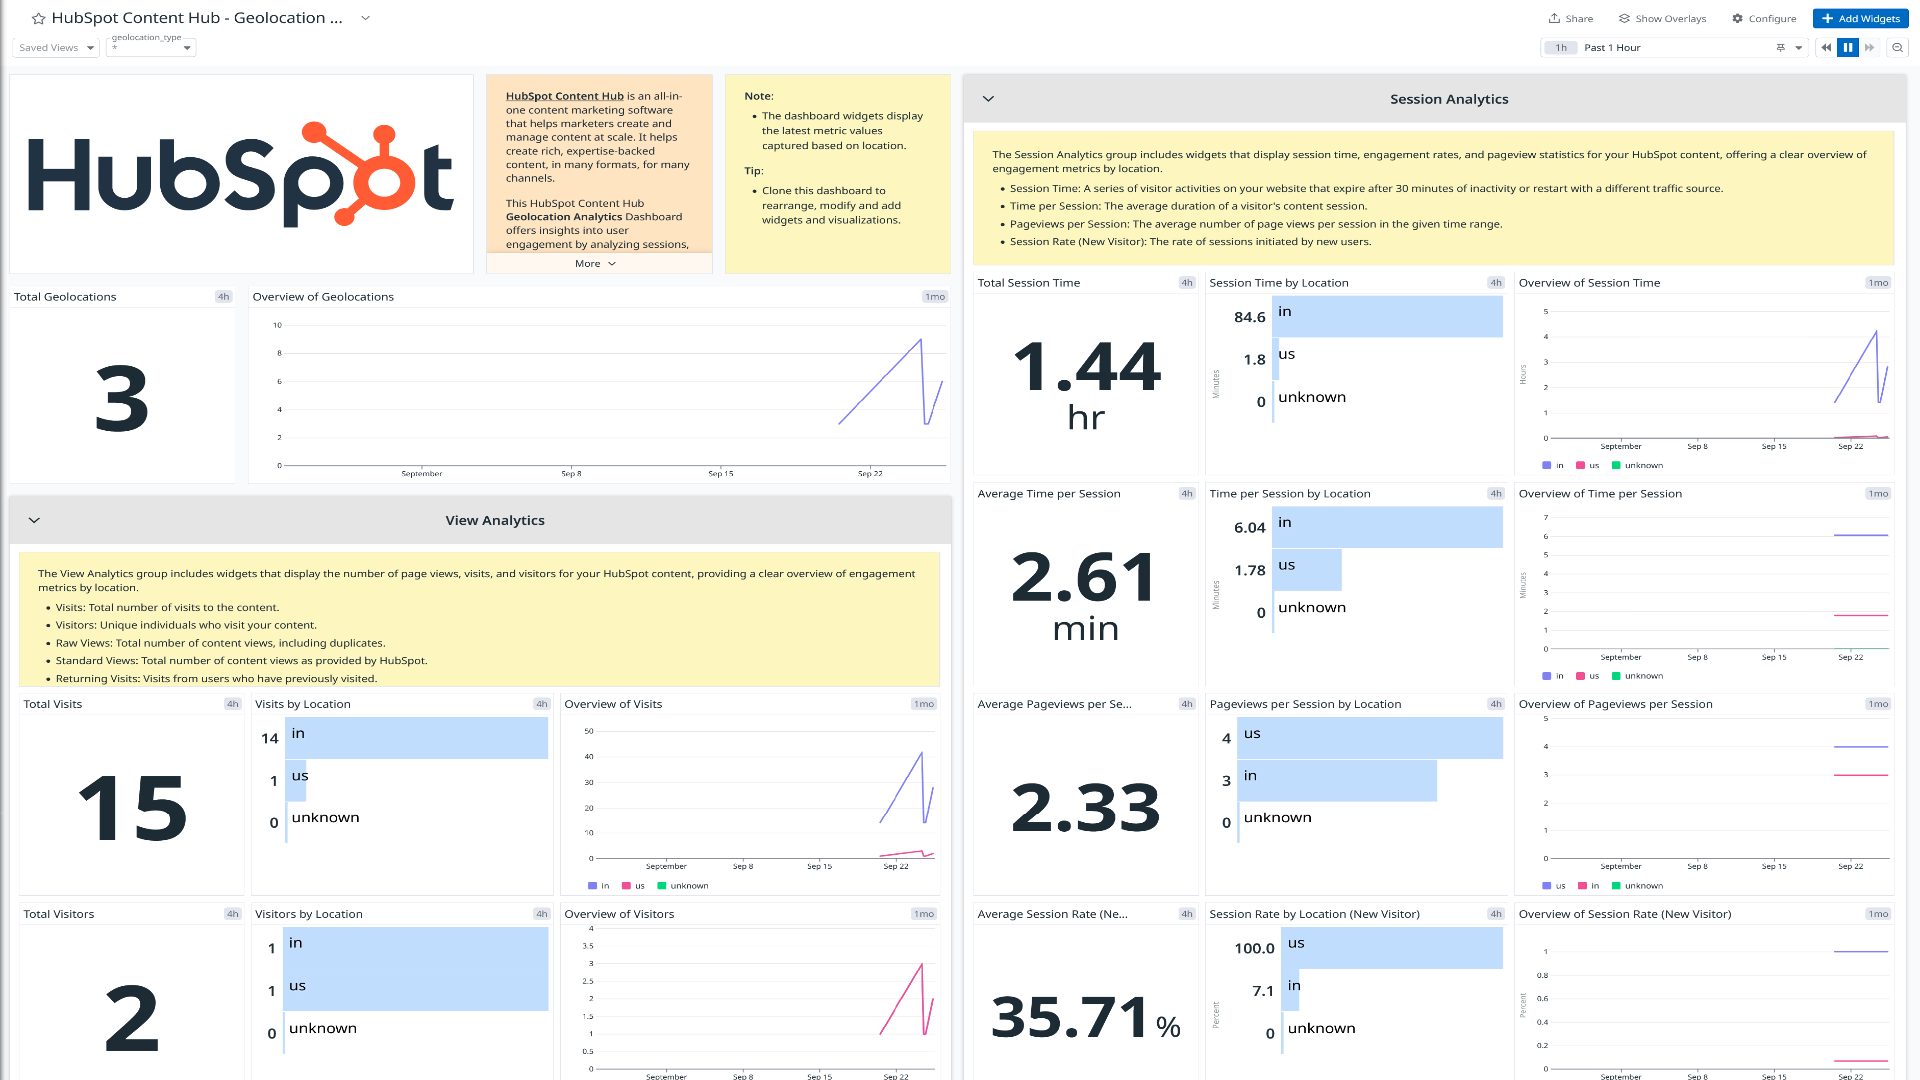 HubSpot Content Hub - Geolocation ...
Share
Show Overlays
Configure
Add Widgets
Saved Views
geolocation_type
*
1h
Past 1 Hour
HubSpot
HubSpot Content Hub is an all-in-
one content marketing software
that helps marketers create and
manage content at scale. It helps
create rich, expertise-backed
content, in many formats, for many
channels.
This HubSpot Content Hub
Geolocation Analytics Dashboard
offers insights into user
engagement by analyzing sessions,
More
Note:
• The dashboard widgets display
the latest metric values
captured based on location.
Tip:
• Clone this dashboard to
rearrange, modify and add
widgets and visualizations.
Total Geolocations
4h
3
Overview of Geolocations
1mo
10
8
6
4
2
0
September
Sep 8
Sep 15
Sep 22
View Analytics
The View Analytics group includes widgets that display the number of page views, visits, and visitors for your HubSpot content, providing a clear overview of engagement
metrics by location.
• Visits: Total number of visits to the content.
• Visitors: Unique individuals who visit your content.
• Raw Views: Total number of content views, including duplicates.
• Standard Views: Total number of content views as provided by HubSpot.
• Returning Visits: Visits from users who have previously visited.
Total Visits
4h
15
Visits by Location
4h
14
in
1
us
0
unknown
Overview of Visits
1mo
50
40
30
20
10
0
September
Sep 8
Sep 15
Sep 22
in
us
unknown
Total Visitors
4h
2
Visitors by Location
4h
1
in
1
us
0
unknown
Overview of Visitors
1mo
4
3.5
3
2.5
2
1.5
1
0.5
0
September
Sep 8
Sep 15
Sep 22
Session Analytics
The Session Analytics group includes widgets that display session time, engagement rates, and pageview statistics for your HubSpot content, offering a clear overview of
engagement metrics by location.
• Session Time: A series of visitor activities on your website that expire after 30 minutes of inactivity or restart with a different traffic source.
• Time per Session: The average duration of a visitor's content session.
• Pageviews per Session: The average number of page views per session in the given time range.
• Session Rate (New Visitor): The rate of sessions initiated by new users.
Total Session Time
4h
1.44
hr
Session Time by Location
4h
Minutes
84.6
in
1.8
us
0
unknown
Overview of Session Time
1mo
Hours
5
4
3
2
1
0
September
Sep 8
Sep 15
Sep 22
in
us
unknown
Average Time per Session
4h
2.61
min
Time per Session by Location
4h
Minutes
6.04
in
1.78
us
0
unknown
Overview of Time per Session
1mo
Minutes
7
6
5
4
3
2
1
0
September
Sep 8
Sep 15
Sep 22
in
us
unknown
Average Pageviews per Se...
4h
2.33
Pageviews per Session by Location
4h
4
us
3
in
0
unknown
Overview of Pageviews per Session
1mo
5
4
3
2
1
0
September
Sep 8
Sep 15
Sep 22
us
in
unknown
Average Session Rate (Ne...
4h
35.71 %
Session Rate by Location (New Visitor)
4h
Percent
100.0
us
7.1
in
0
unknown
Overview of Session Rate (New Visitor)
1mo
Percent
1
0.8
0.6
0.4
0.2
0
September
Sep 8
Sep 15
Sep 22